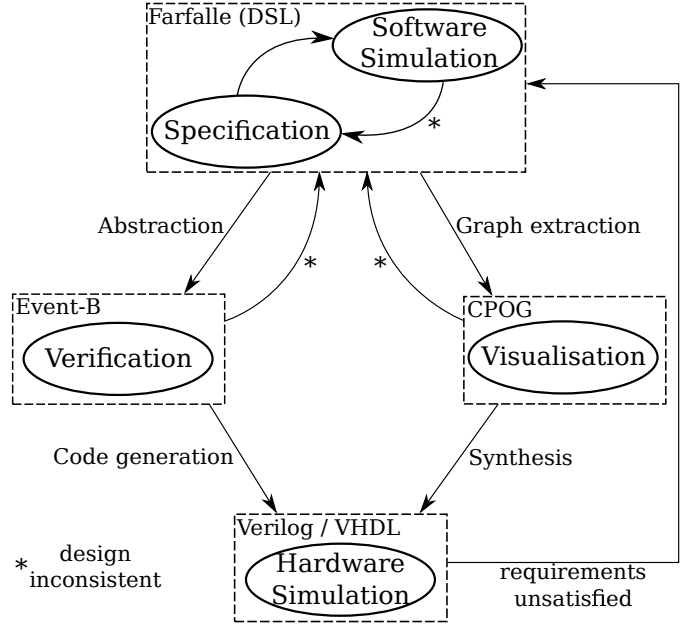 Farfalle (DSL)
Software
Simulation
Specification
*
Abstraction
Graph extraction
*
*
Event-B
Verification
CPOG
Visualisation
Code generation
Synthesis
Verilog / VHDL
Hardware
Simulation
* design
inconsistent
requirements
unsatisfied